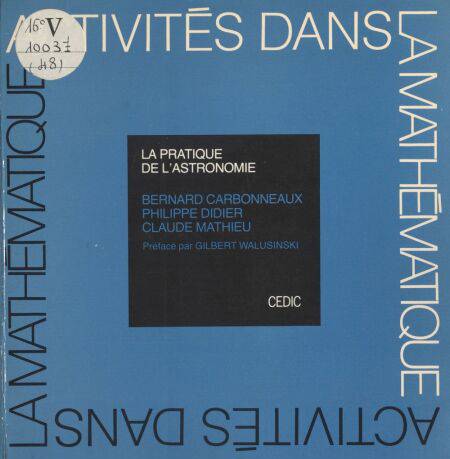 ACTIVITÉS DANS
LA MATHÉMATIQUE
ACTIVITÉS DANS
LA MATHÉMATIQUE
16° V
10037
(48)
LA PRATIQUE
DE L'ASTRONOMIE
BERNARD CARBONNEAUX
PHILIPPE DIDIER
CLAUDE MATHIEU
Préface par GILBERT WALUSINSKI
CEDIC